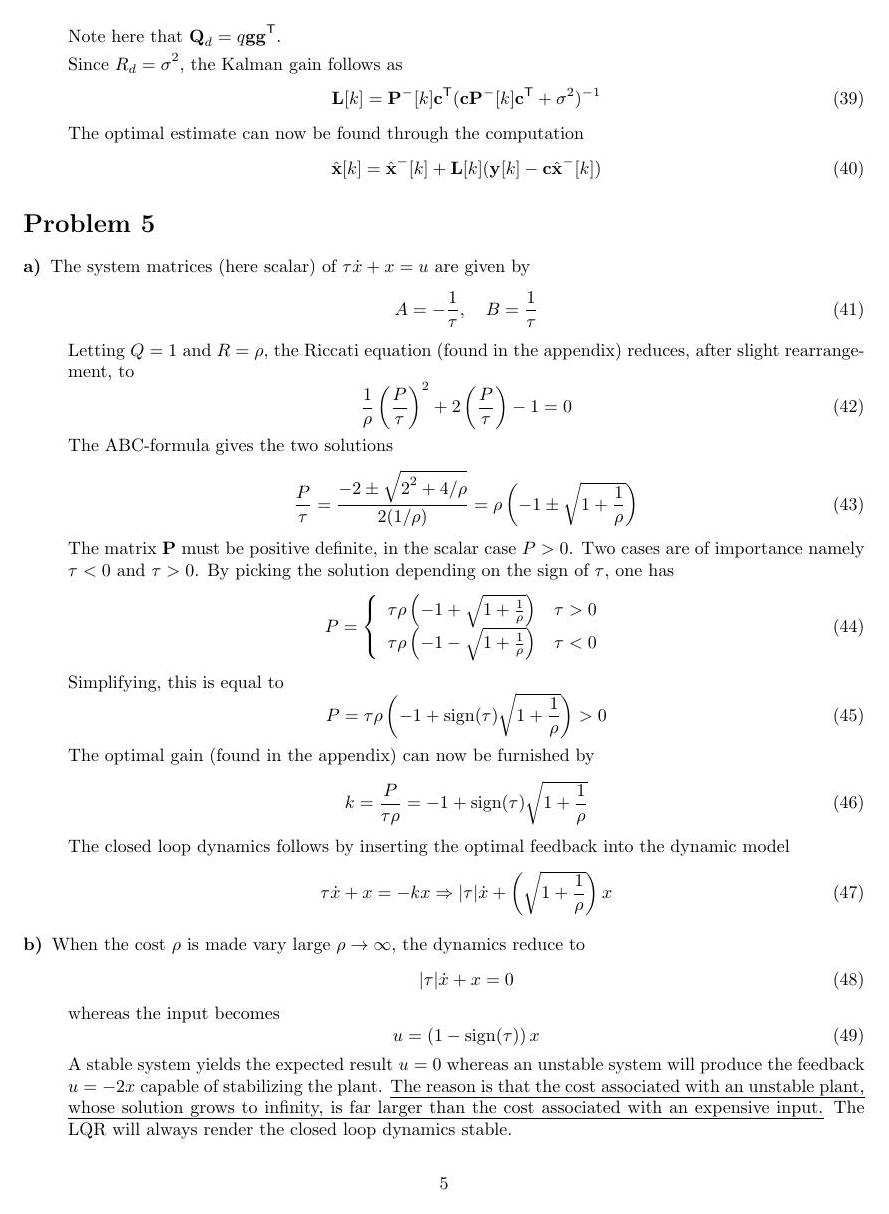 Note here that Q_d = qgg^T.
Since R_d = σ², the Kalman gain follows as
L[k] = P⁻[k]c^T(cP⁻[k]c^T + σ²)⁻¹ (39)
The optimal estimate can now be found through the computation
x̂[k] = x̂⁻[k] + L[k](y[k] − cx̂⁻[k]) (40)
Problem 5
a) The system matrices (here scalar) of τẋ + x = u are given by
A = −1/τ, B = 1/τ (41)
Letting Q = 1 and R = ρ, the Riccati equation (found in the appendix) reduces, after slight rearrange-
ment, to
1/ρ (P/τ)² + 2 (P/τ) − 1 = 0 (42)
The ABC-formula gives the two solutions
P/τ = (−2 ± √(2² + 4/ρ)) / (2(1/ρ)) = ρ (−1 ± √(1 + 1/ρ)) (43)
The matrix P must be positive definite, in the scalar case P > 0. Two cases are of importance namely
τ < 0 and τ > 0. By picking the solution depending on the sign of τ, one has
P = { τρ (−1 + √(1 + 1/ρ)) τ > 0
τρ (−1 − √(1 + 1/ρ)) τ < 0 (44)
Simplifying, this is equal to
P = τρ (−1 + sign(τ)√(1 + 1/ρ)) > 0 (45)
The optimal gain (found in the appendix) can now be furnished by
k = P/(τρ) = −1 + sign(τ)√(1 + 1/ρ) (46)
The closed loop dynamics follows by inserting the optimal feedback into the dynamic model
τẋ + x = −kx ⇒ |τ|ẋ + (√(1 + 1/ρ)) x (47)
b) When the cost ρ is made vary large ρ → ∞, the dynamics reduce to
|τ|ẋ + x = 0 (48)
whereas the input becomes
u = (1 − sign(τ)) x (49)
A stable system yields the expected result u = 0 whereas an unstable system will produce the feedback
u = −2x capable of stabilizing the plant. The reason is that the cost associated with an unstable plant,
whose solution grows to infinity, is far larger than the cost associated with an expensive input. The
LQR will always render the closed loop dynamics stable.
5